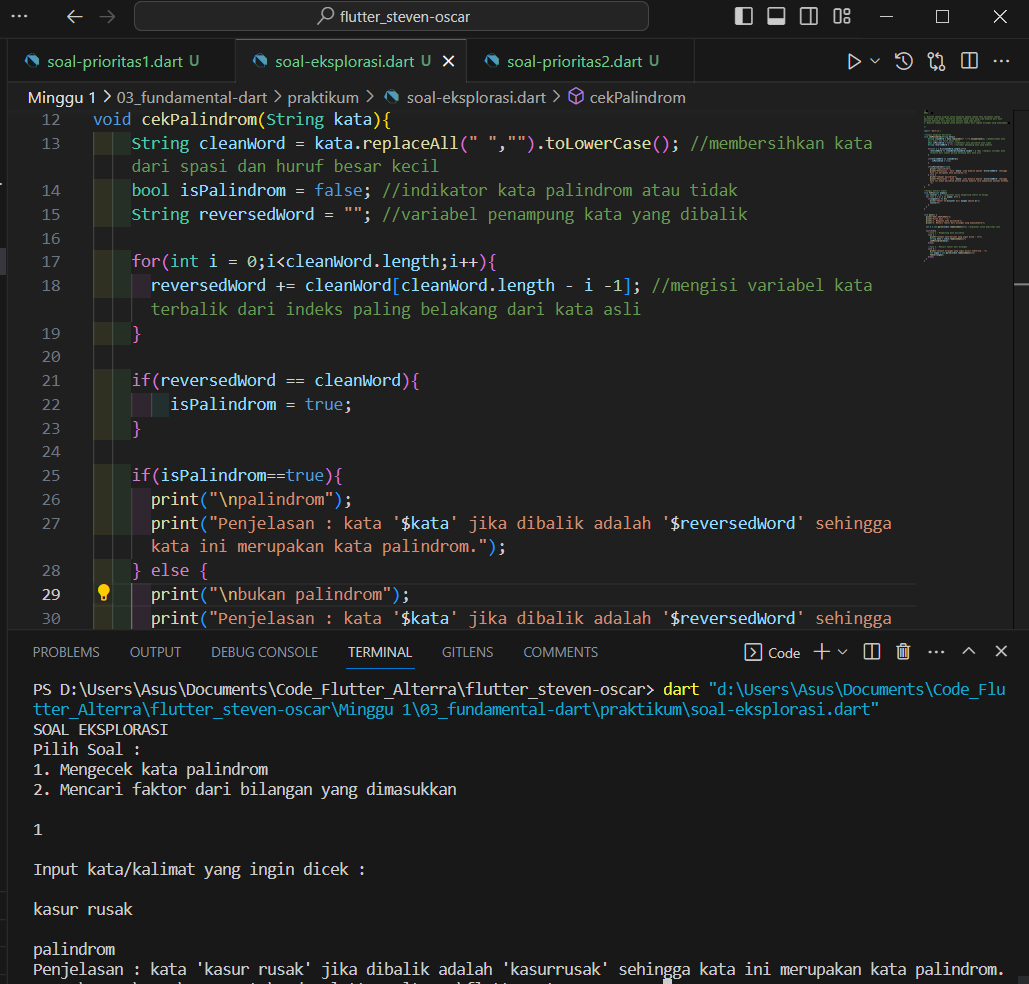 flutter_steven-oscar
soal-prioritas1.dart U
soal-eksplorasi.dart U
soal-prioritas2.dart U
Minggu 1 > 03_fundamental-dart > praktikum > soal-eksplorasi.dart > cekPalindrom
12 void cekPalindrom(String kata){
13 String cleanWord = kata.replaceAll(" ","").toLowerCase(); //membersihkan kata
dari spasi dan huruf besar kecil
14 bool isPalindrom = false; //indikator kata palindrom atau tidak
15 String reversedWord = ""; //variabel penampung kata yang dibalik
16
17 for(int i = 0;i<cleanWord.length;i++){
18 reversedWord += cleanWord[cleanWord.length - i -1]; //mengisi variabel kata
terbalik dari indeks paling belakang dari kata asli
19 }
20
21 if(reversedWord == cleanWord){
22 isPalindrom = true;
23 }
24
25 if(isPalindrom==true){
26 print("\npalindrom");
27 print("Penjelasan : kata '$kata' jika dibalik adalah '$reversedWord' sehingga
kata ini merupakan kata palindrom.");
28 } else {
29 print("\nbukan palindrom");
30 print("Penjelasan : kata '$kata' jika dibalik adalah '$reversedWord' sehingga
PROBLEMS OUTPUT DEBUG CONSOLE TERMINAL GITLENS COMMENTS Code
PS D:\Users\Asus\Documents\Code_Flutter_Alterra\flutter_steven-oscar> dart "d:\Users\Asus\Documents\Code_Flu
tter_Alterra\flutter_steven-oscar\Minggu 1\03_fundamental-dart\praktikum\soal-eksplorasi.dart"
SOAL EKSPLORASI
Pilih Soal :
1. Mengecek kata palindrom
2. Mencari faktor dari bilangan yang dimasukkan
1
Input kata/kalimat yang ingin dicek :
kasur rusak
palindrom
Penjelasan : kata 'kasur rusak' jika dibalik adalah 'kasurrusak' sehingga kata ini merupakan kata palindrom.